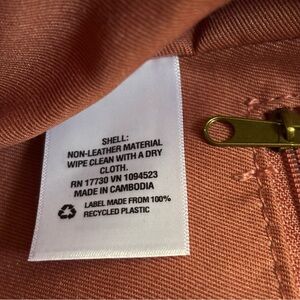 SHELL:
NON-LEATHER MATERIAL
WIPE CLEAN WITH A DRY
CLOTH.
RN 17730 VN 1094523
MADE IN CAMBODIA
LABEL MADE FROM 100%
RECYCLED PLASTIC